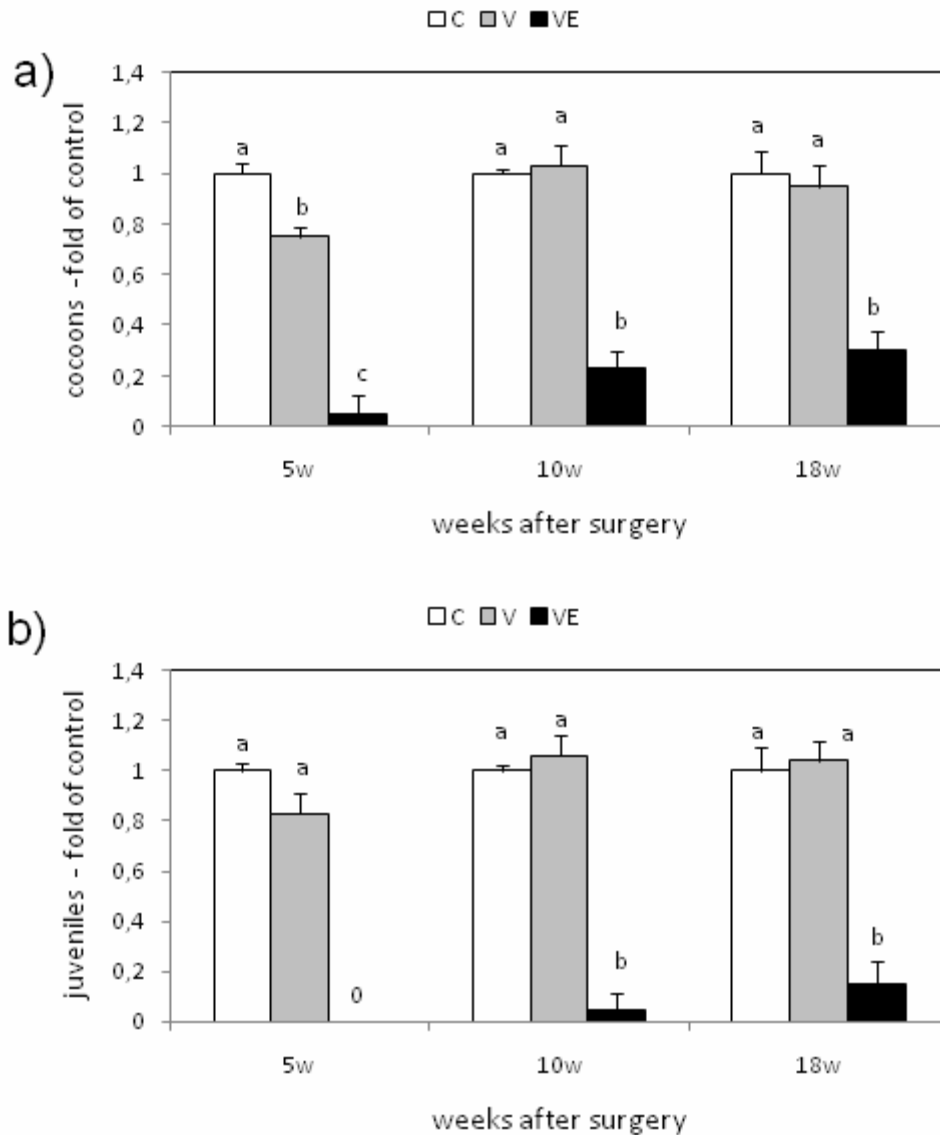 C V VE
a)
cocoons -fold of control
1,4
1,2
1
0,8
0,6
0,4
0,2
0
a
b
c
a
a
b
a
a
b
5w 10w 18w
weeks after surgery
C V VE
b)
juveniles - fold of control
1,4
1,2
1
0,8
0,6
0,4
0,2
0
a
a
0
a
a
b
a
a
b
5w 10w 18w
weeks after surgery